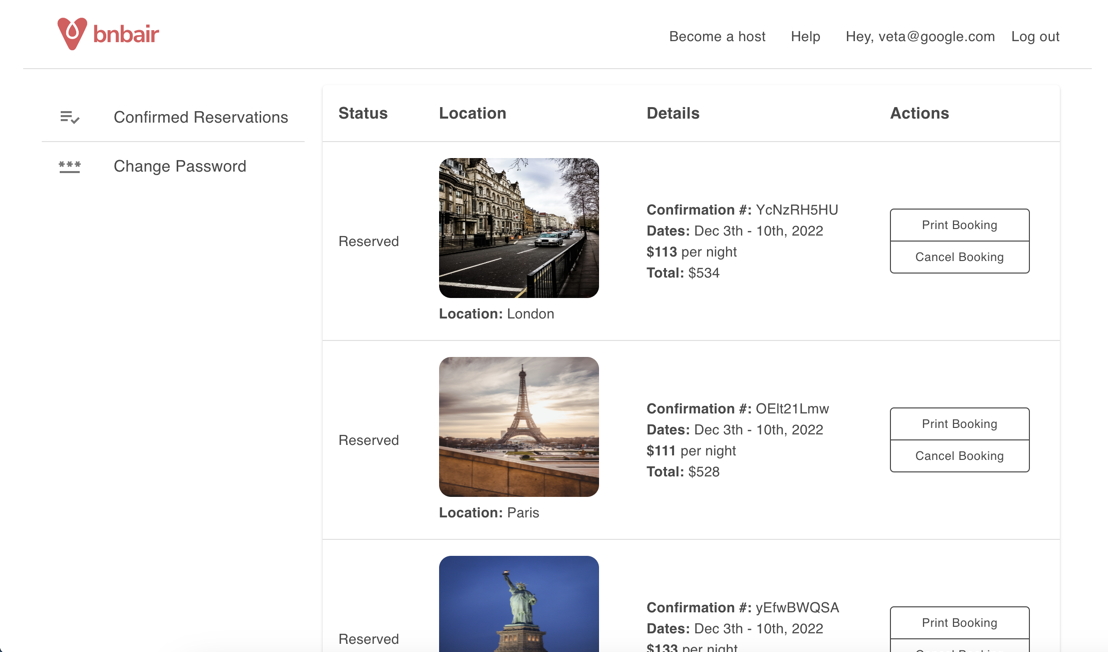 bnbair
Become a host Help Hey, veta@google.com Log out
Confirmed Reservations
Change Password
Status Location Details Actions
Reserved
Location: London
Confirmation #: YcNzRH5HU
Dates: Dec 3th - 10th, 2022
$113 per night
Total: $534
Print Booking
Cancel Booking
Reserved
Location: Paris
Confirmation #: OElt21Lmw
Dates: Dec 3th - 10th, 2022
$111 per night
Total: $528
Print Booking
Cancel Booking
Reserved
Confirmation #: yEfwBWQSA
Dates: Dec 3th - 10th, 2022
$133 per night
Print Booking
Cancel Booking